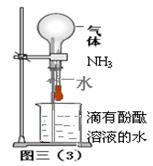 气体
NH₃
水
滴有酚酞
溶液的水
图三（3）